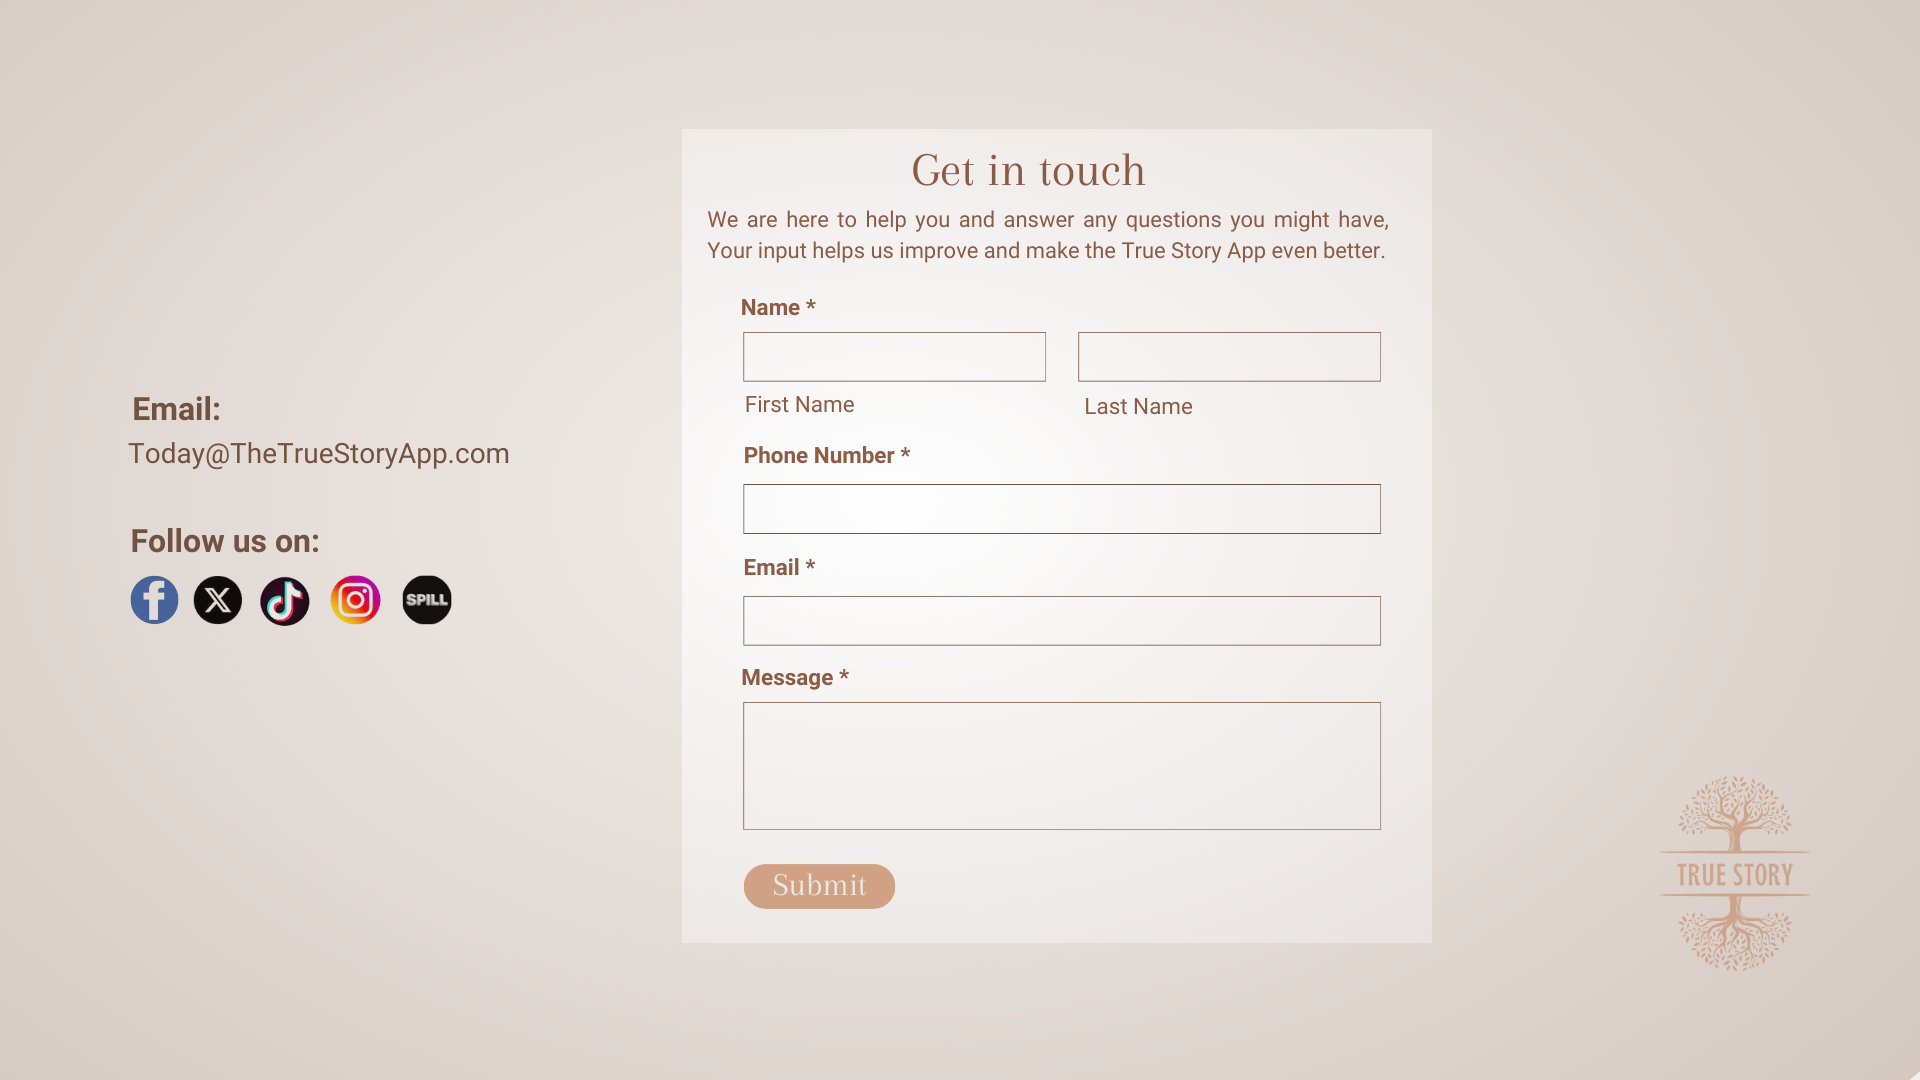 Email:
Today@TheTrueStoryApp.com
Follow us on:
SPILL
Get in touch
We are here to help you and answer any questions you might have,
Your input helps us improve and make the True Story App even better.
Name *
First Name
Last Name
Phone Number *
Email *
Message *
Submit
TRUE STORY